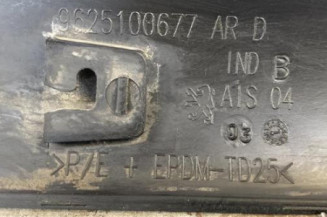 9625100677 AR D
IND B
A1S 04
>P/E + EPDM-TD25<